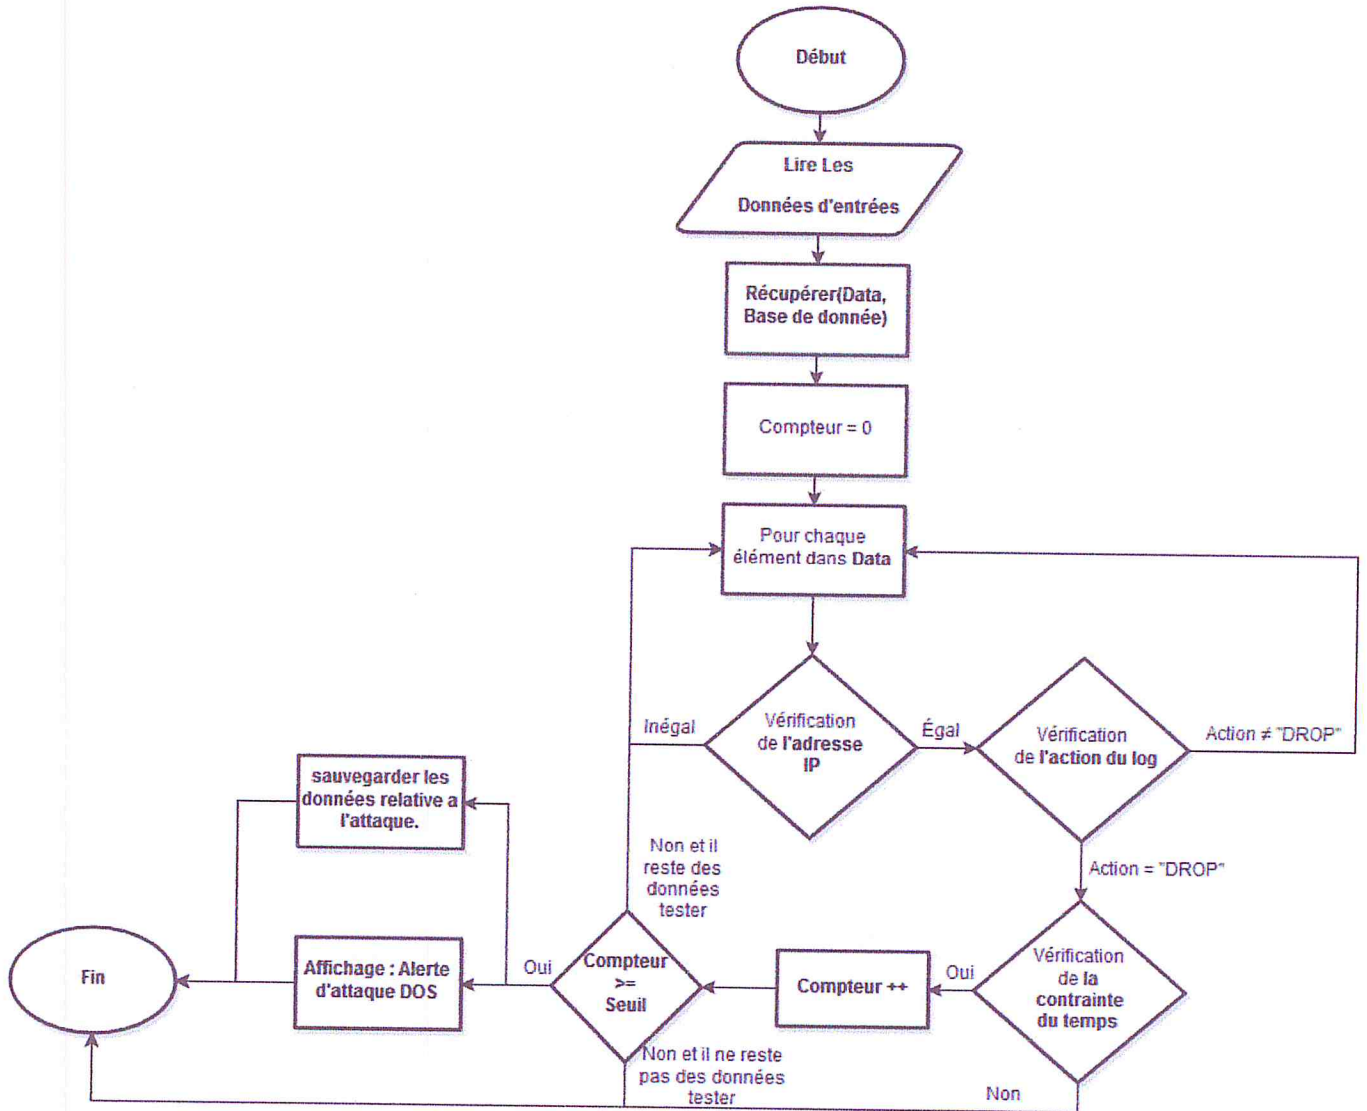 Début
Lire Les
Données d'entrées
Récupérer(Data,
Base de donnée)
Compteur = 0
Pour chaque
élément dans Data
Vérification
de l'adresse
IP
Inégal
Égal
Vérification
de l'action du log
Action ≠ "DROP"
Action = "DROP"
Vérification
de la
contrainte
du temps
Oui
Non
Compteur ++
Compteur
>=
Seuil
Non et il
reste des
données
tester
Non et il ne reste
pas des données
tester
Oui
sauvegarder les
données relative a
l'attaque.
Affichage : Alerte
d'attaque DOS
Fin